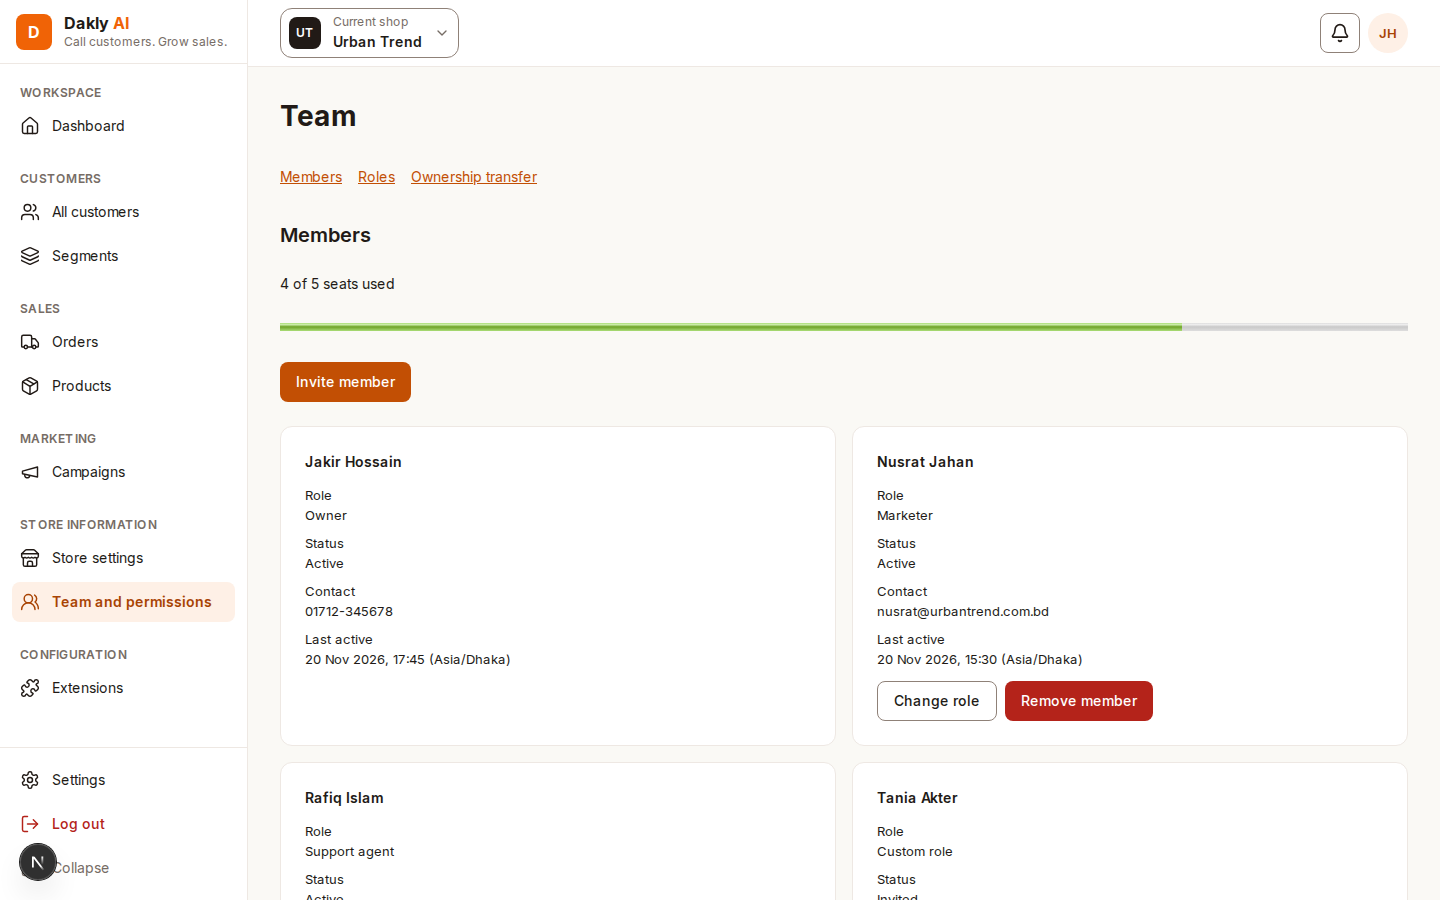 D
Dakly AI
Call customers. Grow sales.
UT
Current shop
Urban Trend
JH
WORKSPACE
Dashboard
CUSTOMERS
All customers
Segments
SALES
Orders
Products
MARKETING
Campaigns
STORE INFORMATION
Store settings
Team and permissions
CONFIGURATION
Extensions
Settings
Log out
N
Collapse
Team
Members Roles Ownership transfer
Members
4 of 5 seats used
Invite member
Jakir Hossain
Role
Owner
Status
Active
Contact
01712-345678
Last active
20 Nov 2026, 17:45 (Asia/Dhaka)
Nusrat Jahan
Role
Marketer
Status
Active
Contact
nusrat@urbantrend.com.bd
Last active
20 Nov 2026, 15:30 (Asia/Dhaka)
Change role
Remove member
Rafiq Islam
Role
Support agent
Status
Active
Tania Akter
Role
Custom role
Status
Invited